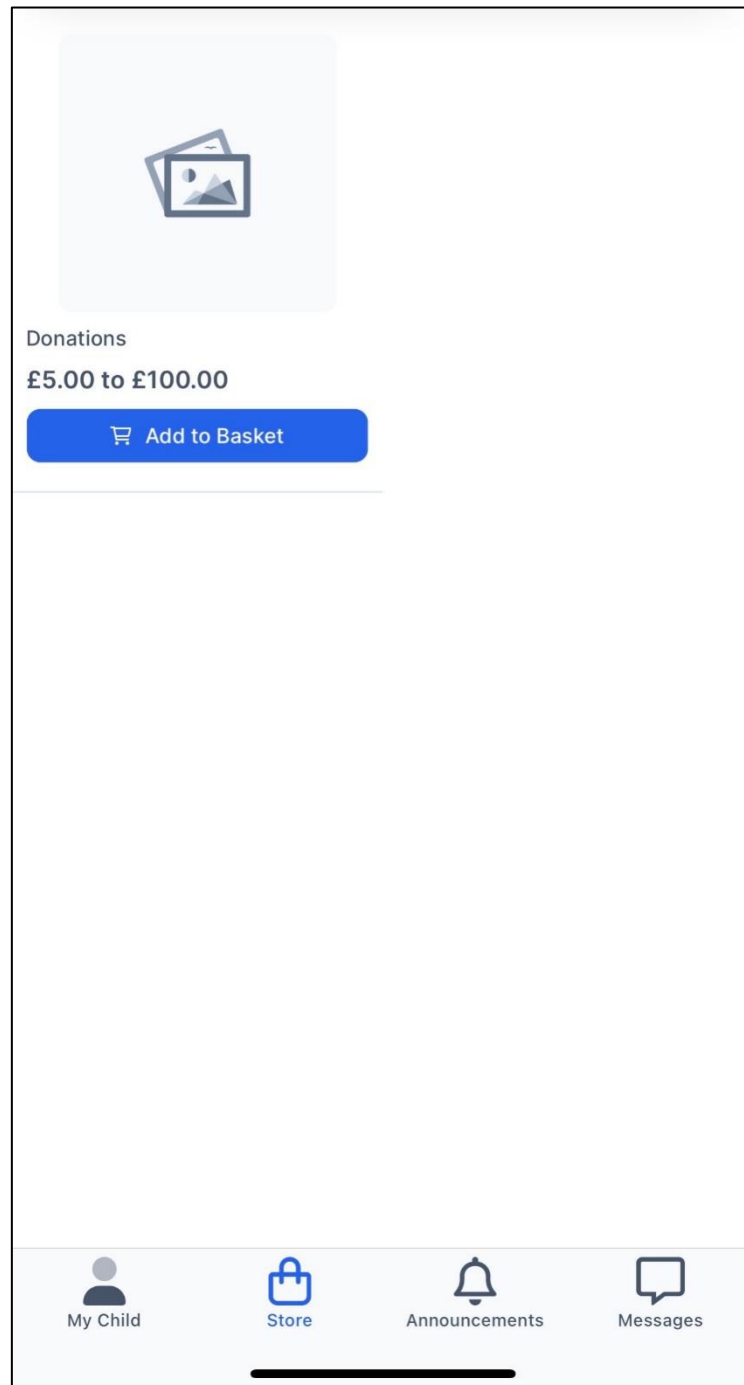 Donations
£5.00 to £100.00
Add to Basket
My Child
Store
Announcements
Messages